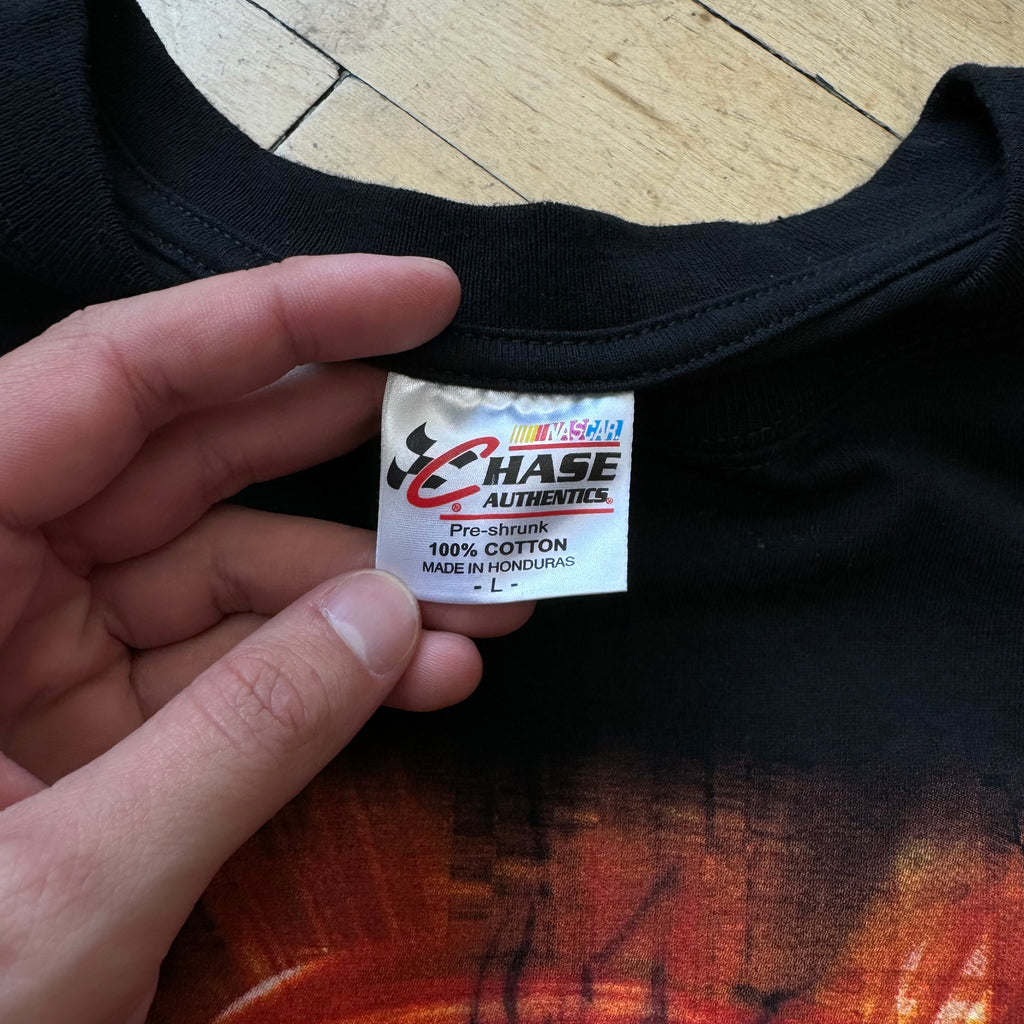 NASCAR®
CHASE
AUTHENTICS®
®
Pre-shrunk
100% COTTON
MADE IN HONDURAS
- L -